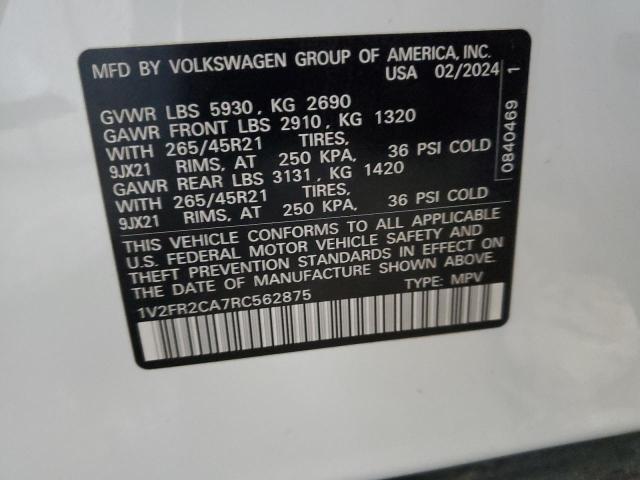 MFD BY VOLKSWAGEN GROUP OF AMERICA, INC.
USA 02/2024
GVWR LBS 5930, KG 2690
GAWR FRONT LBS 2910, KG 1320
WITH 265/45R21 TIRES,
9JX21 RIMS, AT 250 KPA, 36 PSI COLD
GAWR REAR LBS 3131, KG 1420
WITH 265/45R21 TIRES,
9JX21 RIMS, AT 250 KPA, 36 PSI COLD
THIS VEHICLE CONFORMS TO ALL APPLICABLE
U.S. FEDERAL MOTOR VEHICLE SAFETY AND
THEFT PREVENTION STANDARDS IN EFFECT ON
THE DATE OF MANUFACTURE SHOWN ABOVE.
1V2FR2CA7RC562875 TYPE: MPV
0840469 1